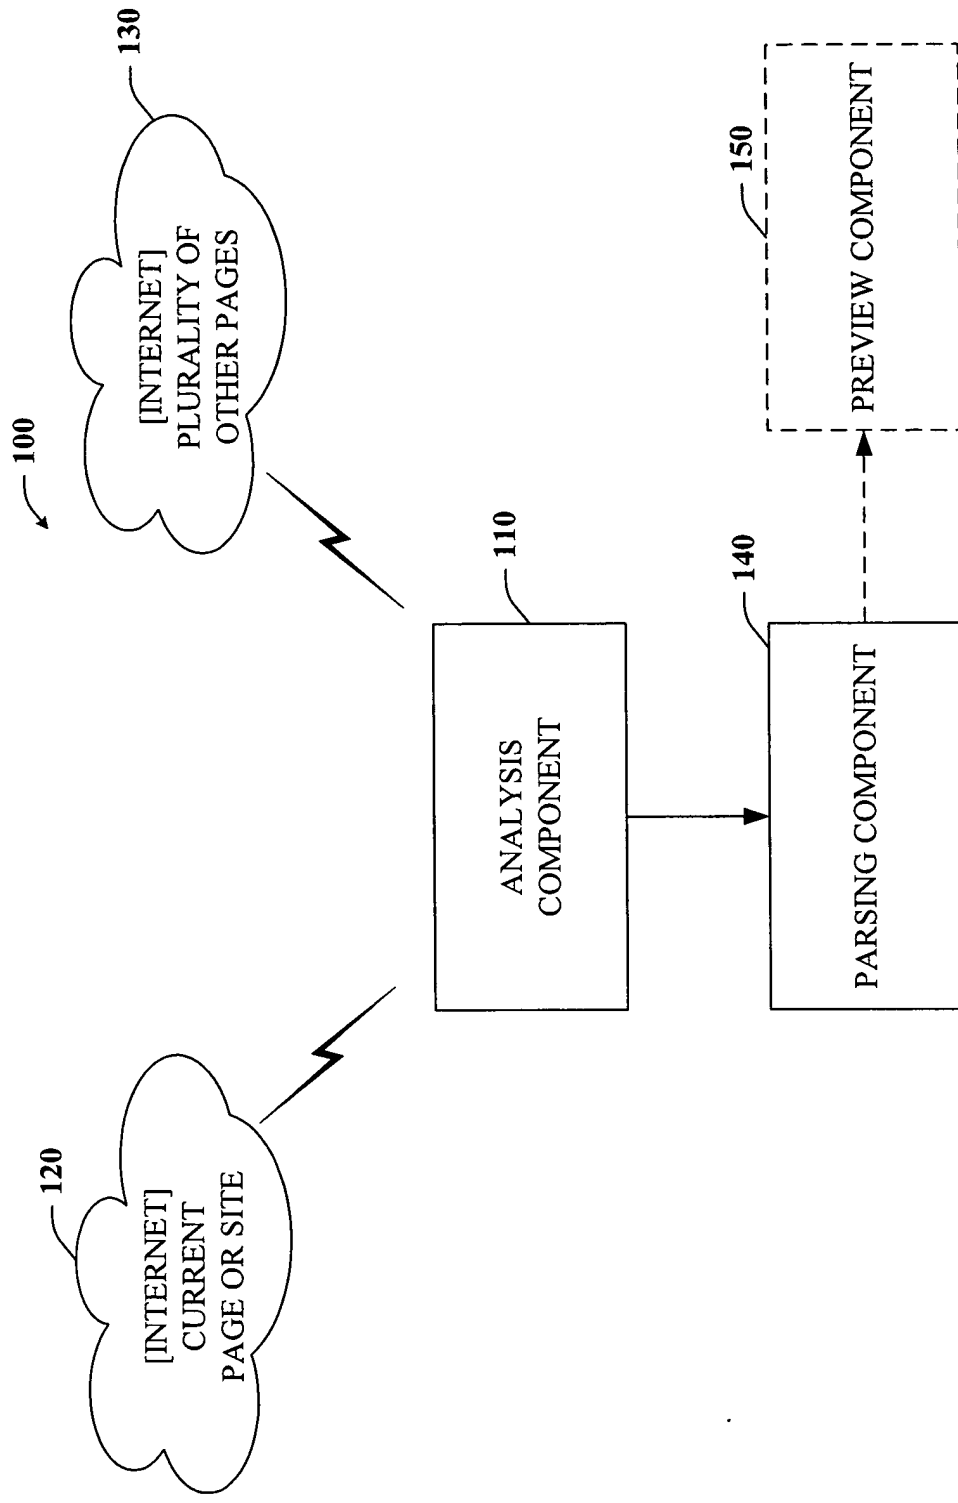 100
120
[INTERNET]
CURRENT
PAGE OR SITE
130
[INTERNET]
PLURALITY OF
OTHER PAGES
110
ANALYSIS
COMPONENT
140
PARSING COMPONENT
150
PREVIEW COMPONENT